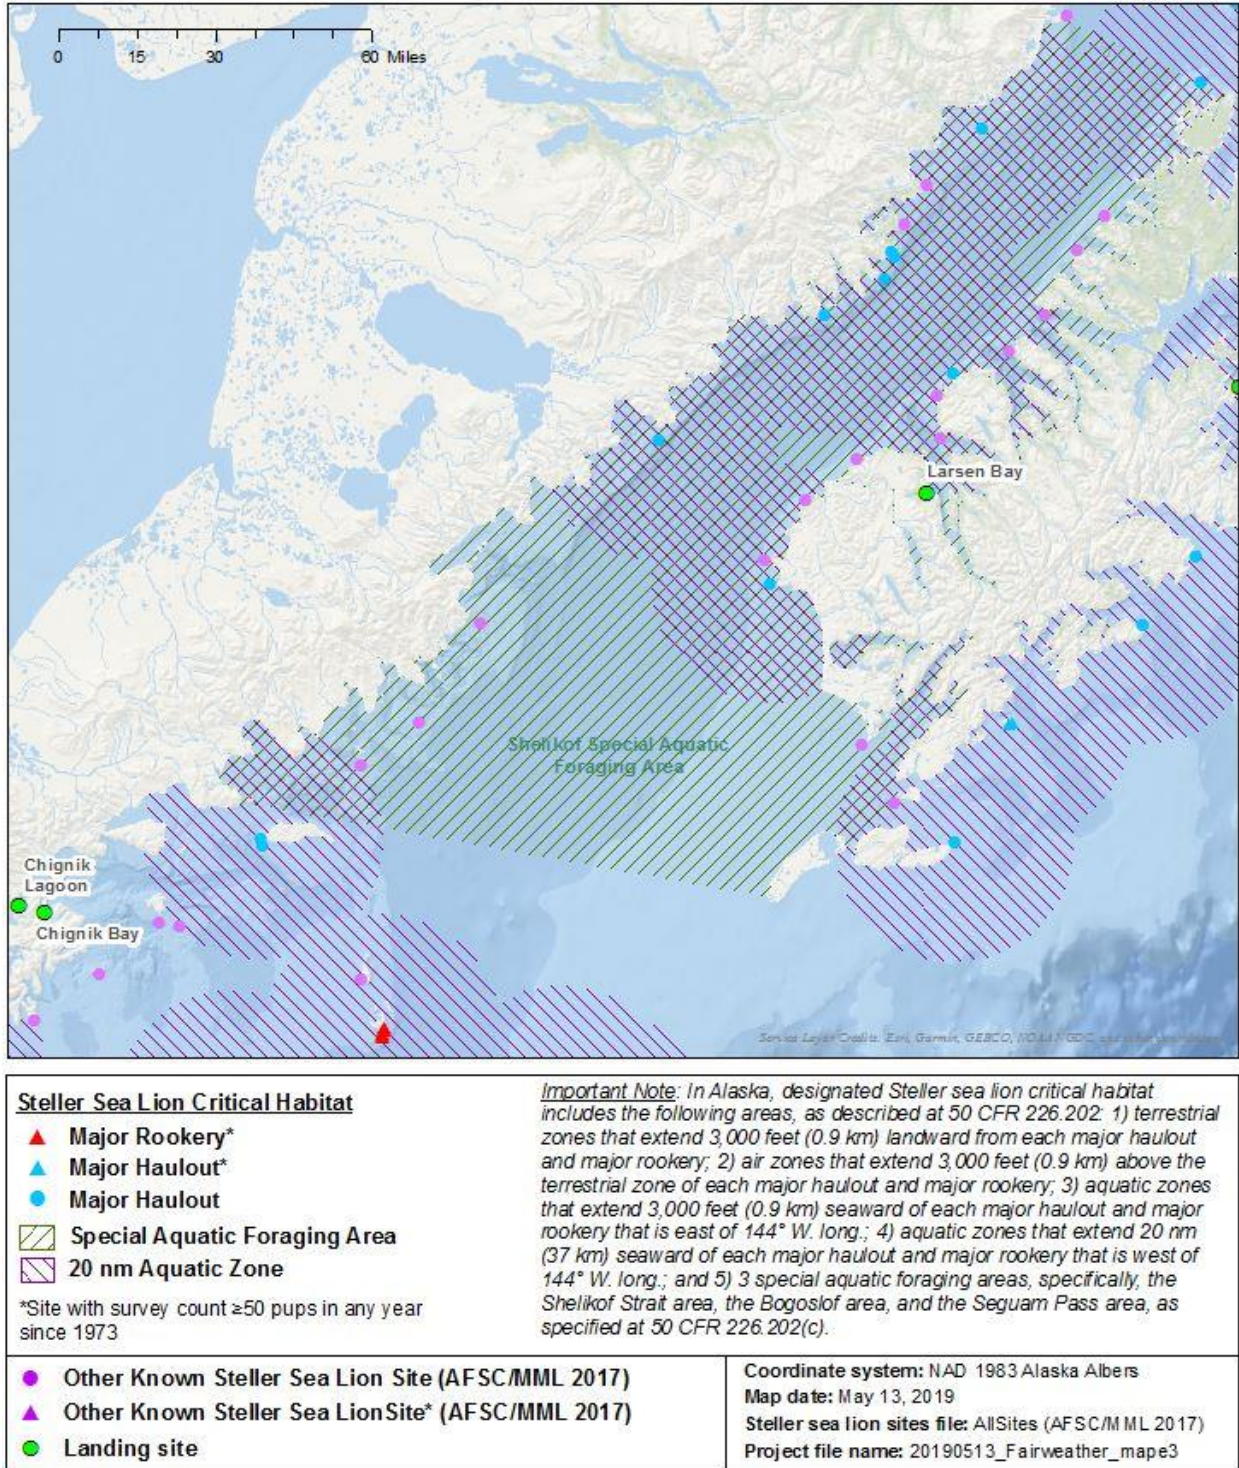 0 15 30 60 Miles
Larsen Bay
Shelikof Special Aquatic
Foraging Area
Chignik
Lagoon
Chignik Bay
Service Layer Credits: Esri, Garmin, GEBCO, NOAA NGDC, and other
Steller Sea Lion Critical Habitat
Major Rookery*
Major Haulout*
Major Haulout
Special Aquatic Foraging Area
20 nm Aquatic Zone
*Site with survey count ≥50 pups in any year
since 1973
Important Note: In Alaska, designated Steller sea lion critical habitat
includes the following areas, as described at 50 CFR 226.202: 1) terrestrial
zones that extend 3,000 feet (0.9 km) landward from each major haulout
and major rookery; 2) air zones that extend 3,000 feet (0.9 km) above the
terrestrial zone of each major haulout and major rookery; 3) aquatic zones
that extend 3,000 feet (0.9 km) seaward of each major haulout and major
rookery that is east of 144° W. long.; 4) aquatic zones that extend 20 nm
(37 km) seaward of each major haulout and major rookery that is west of
144° W. long.; and 5) 3 special aquatic foraging areas, specifically, the
Shelikof Strait area, the Bogoslof area, and the Seguam Pass area, as
specified at 50 CFR 226.202(c).
Other Known Steller Sea Lion Site (AFSC/MML 2017)
Other Known Steller Sea Lion Site* (AFSC/MML 2017)
Landing site
Coordinate system: NAD 1983 Alaska Albers
Map date: May 13, 2019
Steller sea lion sites file: AllSites (AFSC/MML 2017)
Project file name: 20190513_Fairweather_mape3